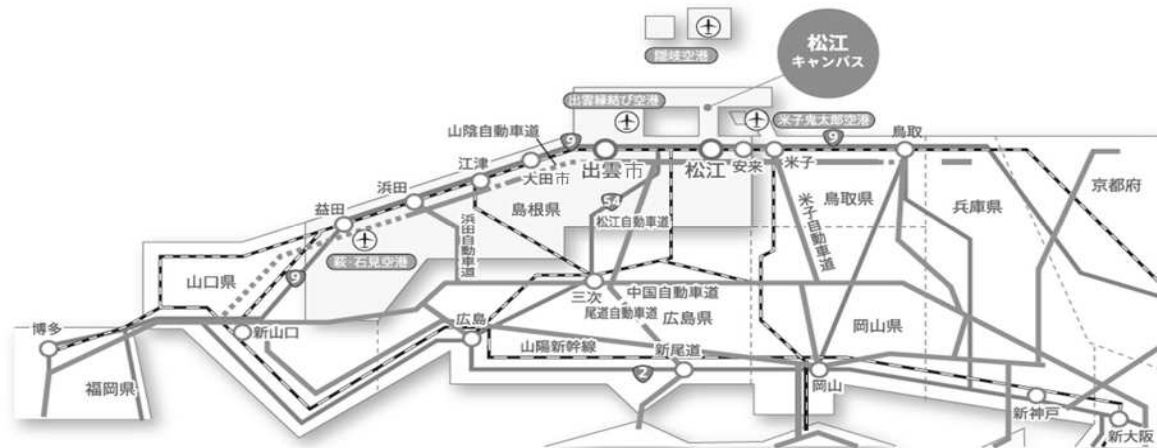 隠岐空港
松江
キャンパス
出雲縁結び空港
米子鬼太郎空港
山陰自動車道
9
9
鳥取
江津
大田市
出雲市
松江
安来
米子
浜田
益田
島根県
54
松江自動車道
浜田自動車道
米子自動車道
鳥取県
兵庫県
京都府
萩・石見空港
山口県
9
三次
中国自動車道
尾道自動車道
広島県
岡山県
博多
新山口
広島
山陽新幹線
新尾道
2
岡山
福岡県
新神戸
新大阪